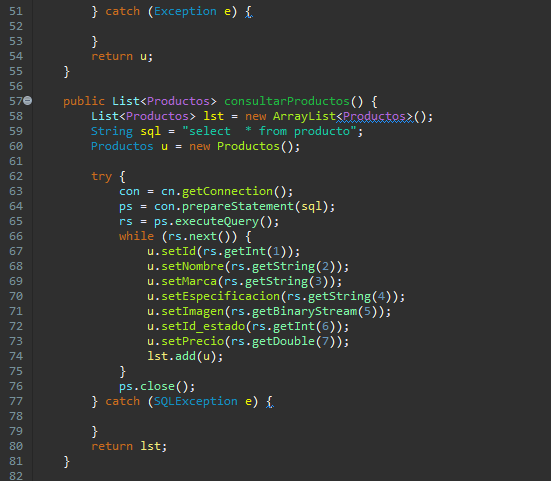 51 } catch (Exception e) {
52
53 }
54 return u;
55 }
56
57 public List<Productos> consultarProductos() {
58 List<Productos> lst = new ArrayList<Productos>();
59 String sql = "select  * from producto";
60 Productos u = new Productos();
61
62 try {
63 con = cn.getConnection();
64 ps = con.prepareStatement(sql);
65 rs = ps.executeQuery();
66 while (rs.next()) {
67 u.setId(rs.getInt(1));
68 u.setNombre(rs.getString(2));
69 u.setMarca(rs.getString(3));
70 u.setEspecificacion(rs.getString(4));
71 u.setImagen(rs.getBinaryStream(5));
72 u.setId_estado(rs.getInt(6));
73 u.setPrecio(rs.getDouble(7));
74 lst.add(u);
75 }
76 ps.close();
77 } catch (SQLException e) {
78
79 }
80 return lst;
81 }
82